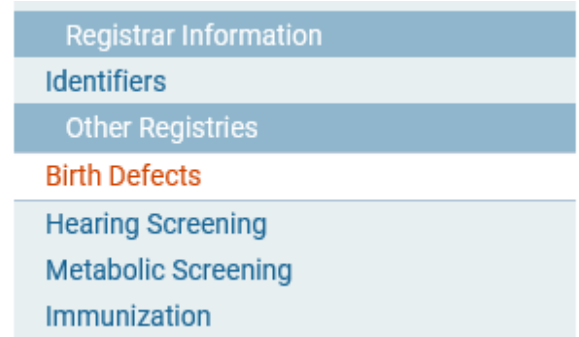 Registrar Information
Identifiers
Other Registries
Birth Defects
Hearing Screening
Metabolic Screening
Immunization